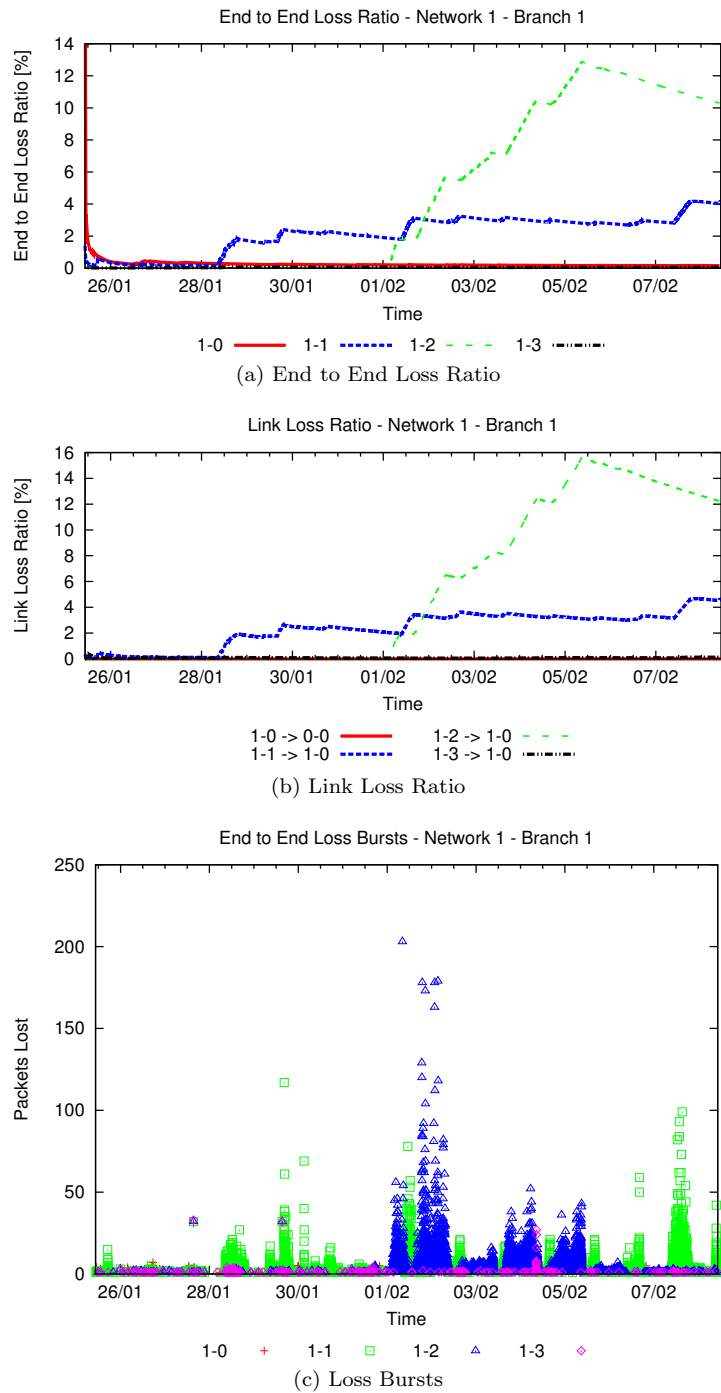 End to End Loss Ratio - Network 1 - Branch 1
End to End Loss Ratio [%]
14
12
10
8
6
4
2
0
26/01 28/01 30/01 01/02 03/02 05/02 07/02
Time
1-0 1-1 1-2 1-3
(a) End to End Loss Ratio
Link Loss Ratio - Network 1 - Branch 1
Link Loss Ratio [%]
16
14
12
10
8
6
4
2
0
26/01 28/01 30/01 01/02 03/02 05/02 07/02
Time
1-0 -> 0-0 1-2 -> 1-0
1-1 -> 1-0 1-3 -> 1-0
(b) Link Loss Ratio
End to End Loss Bursts - Network 1 - Branch 1
Packets Lost
250
200
150
100
50
0
26/01 28/01 30/01 01/02 03/02 05/02 07/02
Time
1-0 1-1 1-2 1-3
(c) Loss Bursts